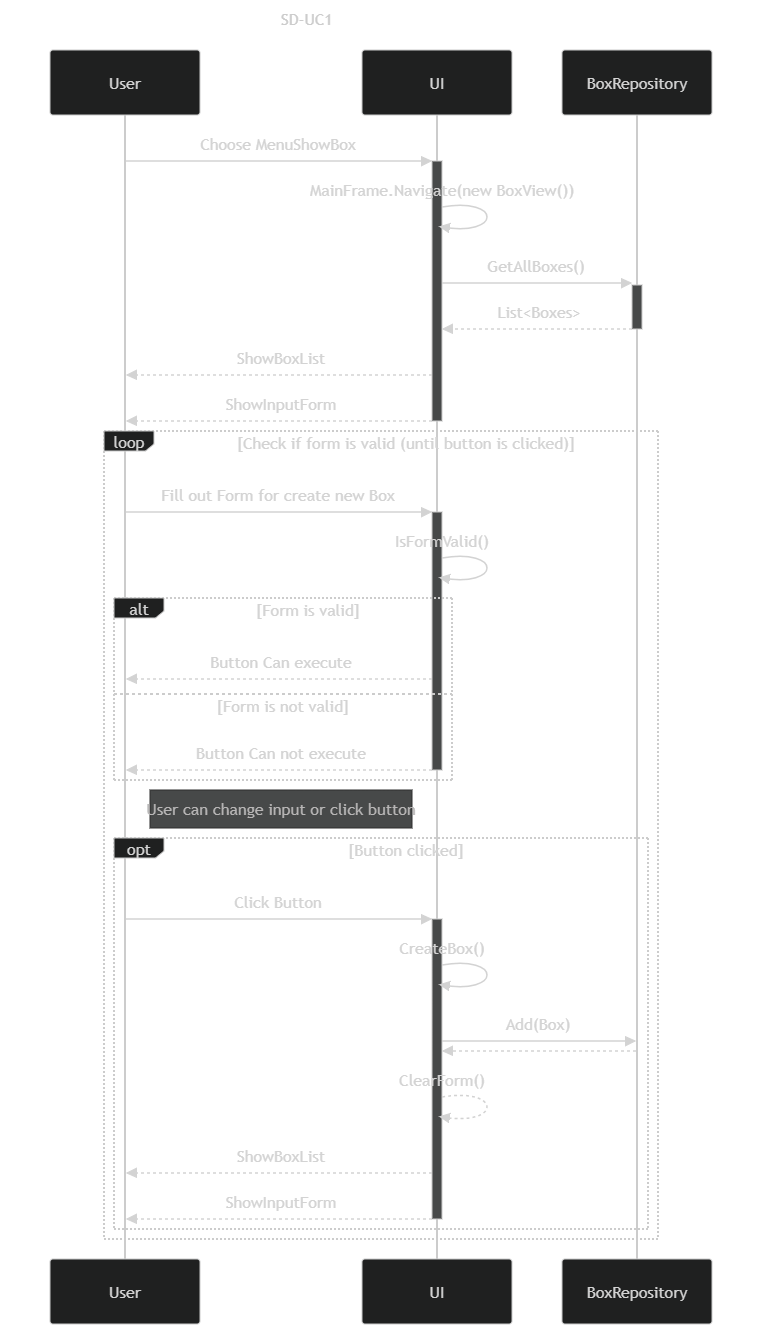 SD-UC1
User
UI
BoxRepository
Choose MenuShowBox
MainFrame.Navigate(new BoxView())
GetAllBoxes()
List<Boxes>
ShowBoxList
ShowInputForm
loop
[Check if form is valid (until button is clicked)]
Fill out Form for create new Box
IsFormValid()
alt
[Form is valid]
Button Can execute
[Form is not valid]
Button Can not execute
User can change input or click button
opt
[Button clicked]
Click Button
CreateBox()
Add(Box)
ClearForm()
ShowBoxList
ShowInputForm
User
UI
BoxRepository